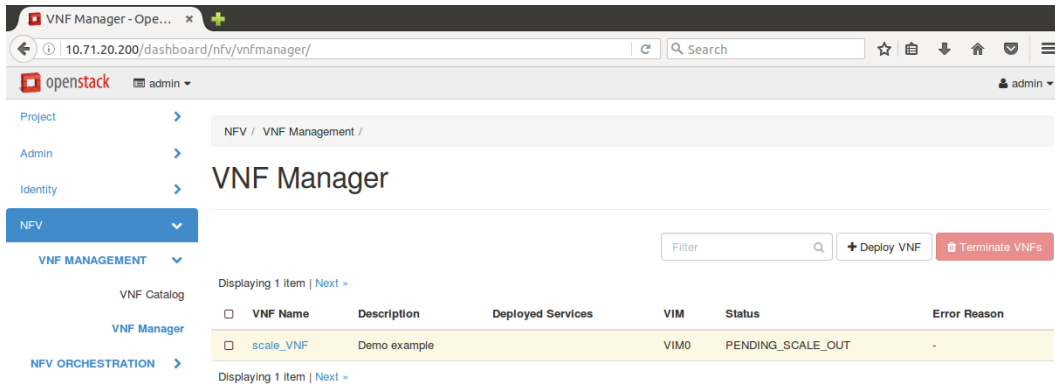 VNF Manager - Ope... ×
10.71.20.200/dashboard/nfv/vnfmanager/
Search
openstack admin
admin
Project
Admin
Identity
NFV
VNF MANAGEMENT
VNF Catalog
VNF Manager
NFV ORCHESTRATION
NFV / VNF Management /
VNF Manager
Filter
+ Deploy VNF
Terminate VNFs
Displaying 1 item | Next »
VNF Name Description Deployed Services VIM Status Error Reason
scale_VNF Demo example VIM0 PENDING_SCALE_OUT -
Displaying 1 item | Next »